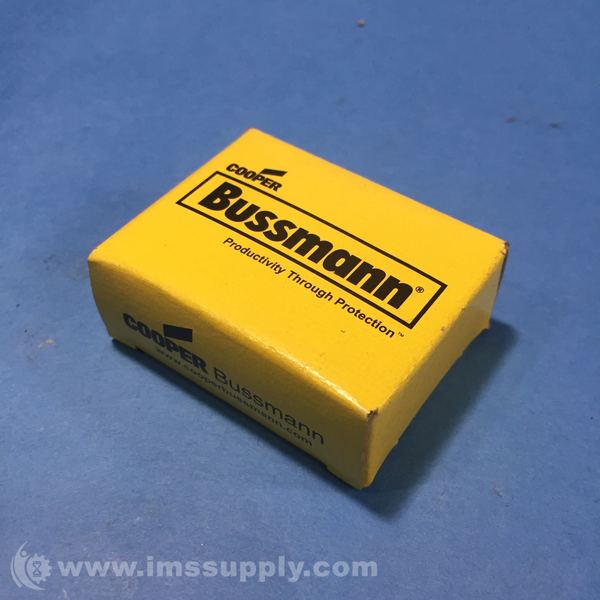 COOPER
Bussmann®
Productivity Through Protection™
COOPER Bussmann
www.cooperbussmann.com
www.imssupply.com